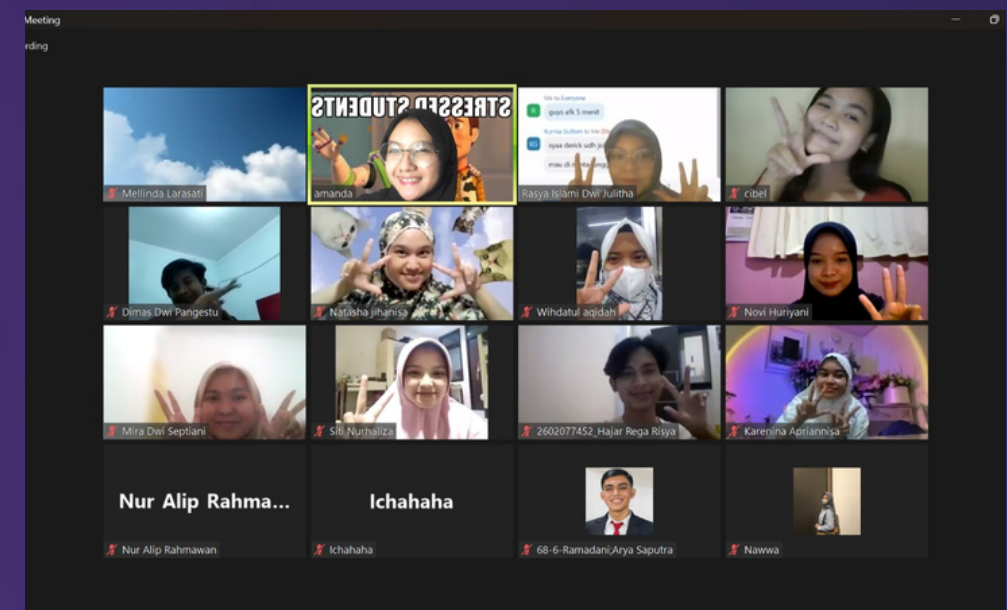 Meeting
rding
Mellinda Larasati
STRESSED STUDENTS
amanda
Me to Everyone
guys afk 5 menit
KG
Rasya Islami Dwi Julitha
cibel
Dimas Dwi Pangestu
Natasha jihanisa
Wihdatul aqidah
Novi Huriyani
Mira Dwi Septiani
Siti Nurhaliza
2602077452_Hajar Rega Risya
Karenina Apriannisa
Nur Alip Rahma...
Nur Alip Rahmawan
Ichahaha
Ichahaha
68-6-Ramadani;Arya Saputra
Nawwa